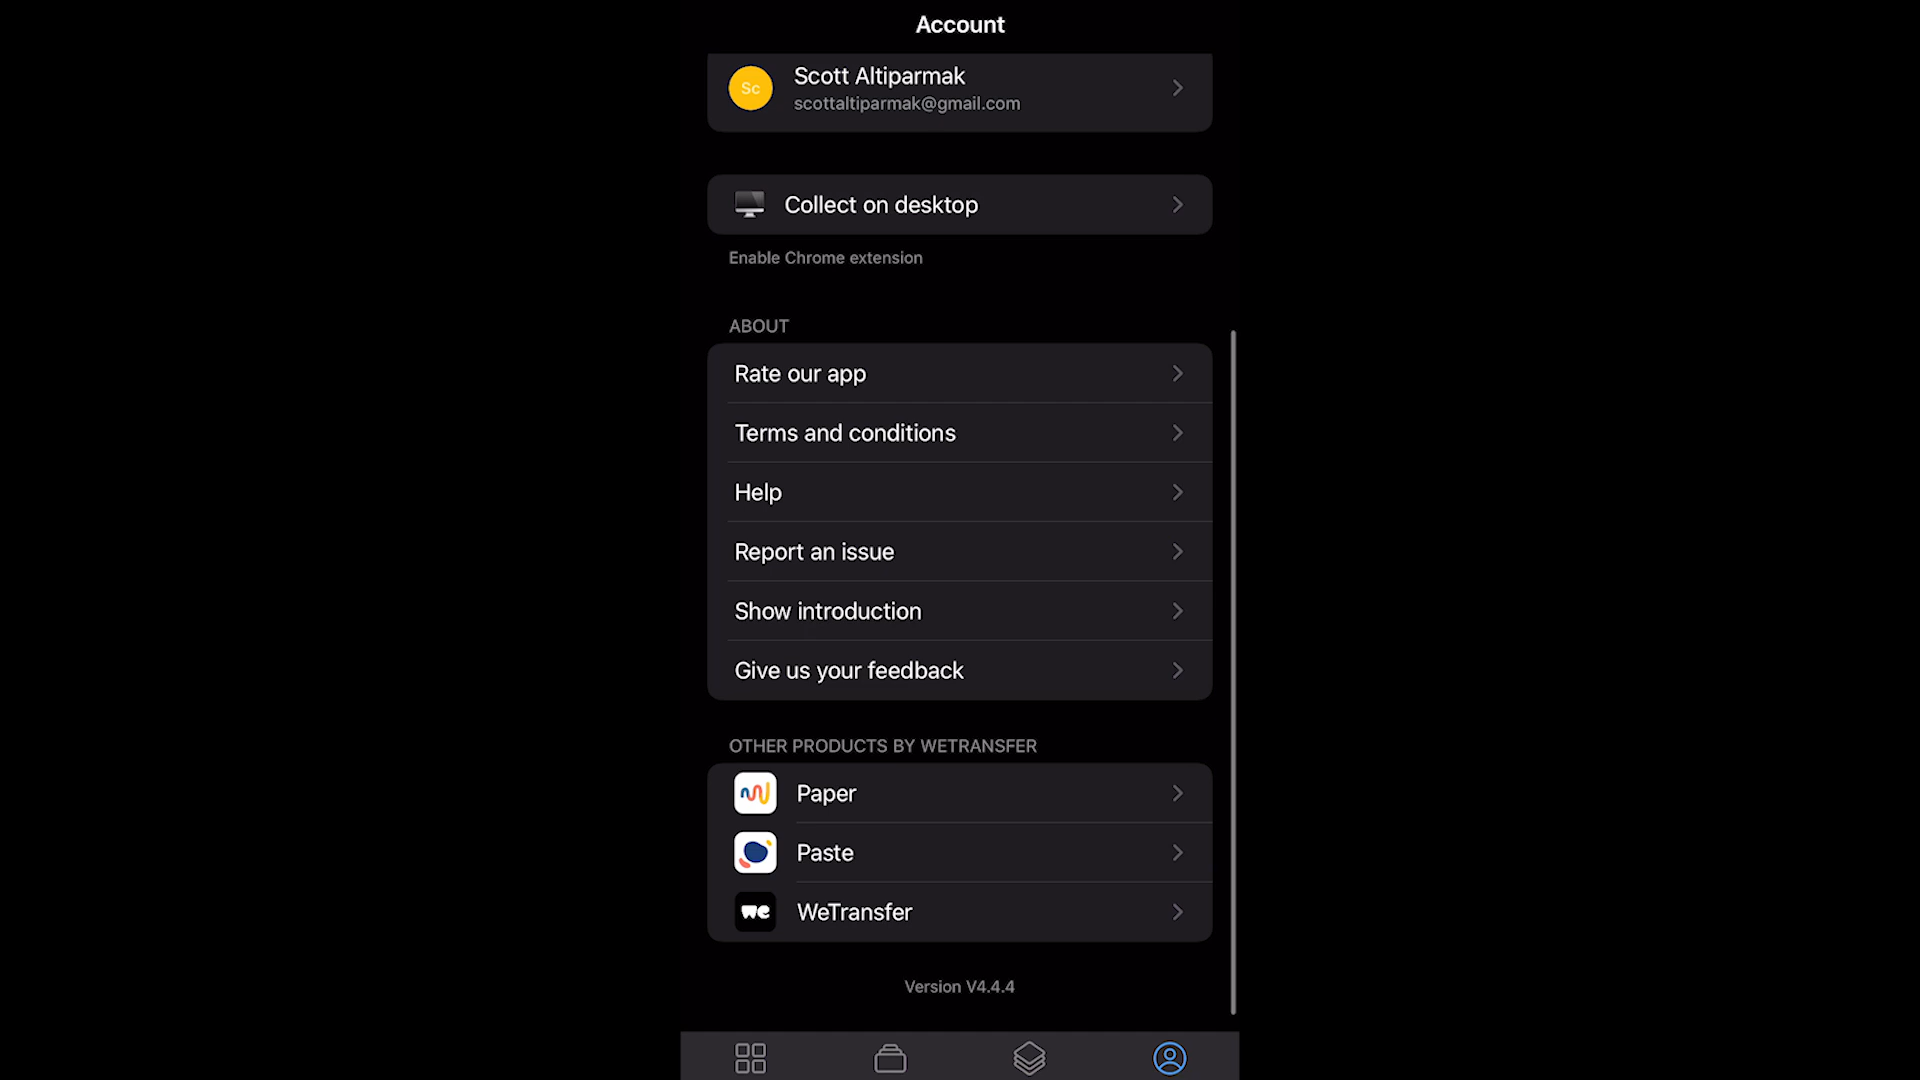 Account
Sc
Scott Altiparmak
scottaltiparmak@gmail.com
Collect on desktop
Enable Chrome extension
ABOUT
Rate our app
Terms and conditions
Help
Report an issue
Show introduction
Give us your feedback
OTHER PRODUCTS BY WETRANSFER
Paper
Paste
we
WeTransfer
Version V4.4.4